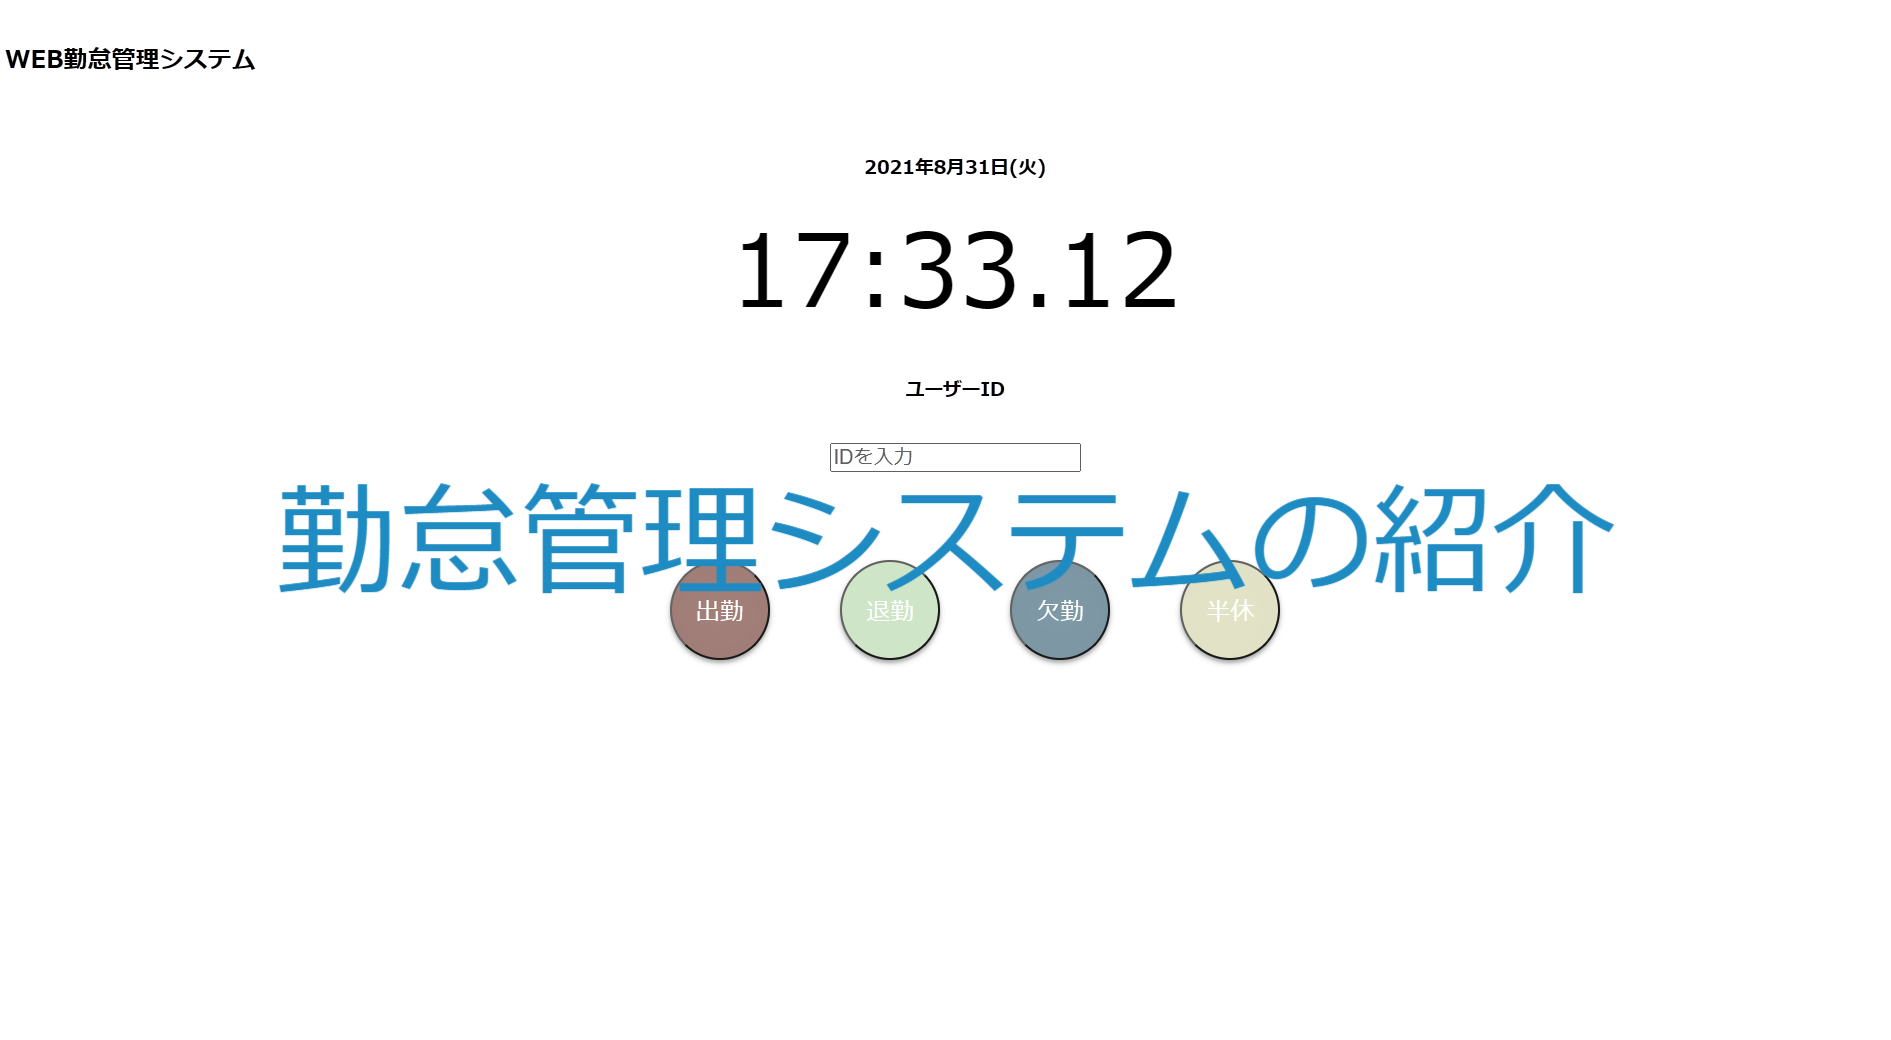 WEB勤怠管理システム
2021年8月31日(火)
17:33.12
ユーザーID
IDを入力
勤怠管理システムの紹介
出勤 退勤 欠勤 半休